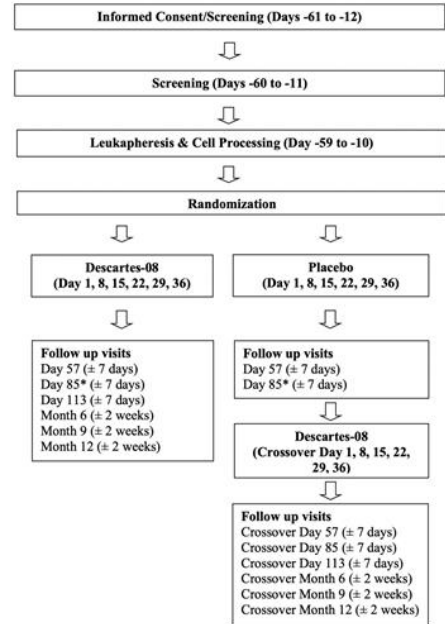 Informed Consent/Screening (Days -61 to -12)
Screening (Days -60 to -11)
Leukapheresis & Cell Processing (Day -59 to -10)
Randomization
Descartes-08
(Day 1, 8, 15, 22, 29, 36)
Placebo
(Day 1, 8, 15, 22, 29, 36)
Follow up visits
Day 57 (± 7 days)
Day 85* (± 7 days)
Day 113 (± 7 days)
Month 6 (± 2 weeks)
Month 9 (± 2 weeks)
Month 12 (± 2 weeks)
Follow up visits
Day 57 (± 7 days)
Day 85* (± 7 days)
Descartes-08
(Crossover Day 1, 8, 15, 22,
29, 36)
Follow up visits
Crossover Day 57 (± 7 days)
Crossover Day 85 (± 7 days)
Crossover Day 113 (± 7 days)
Crossover Month 6 (± 2 weeks)
Crossover Month 9 (± 2 weeks)
Crossover Month 12 (± 2 weeks)